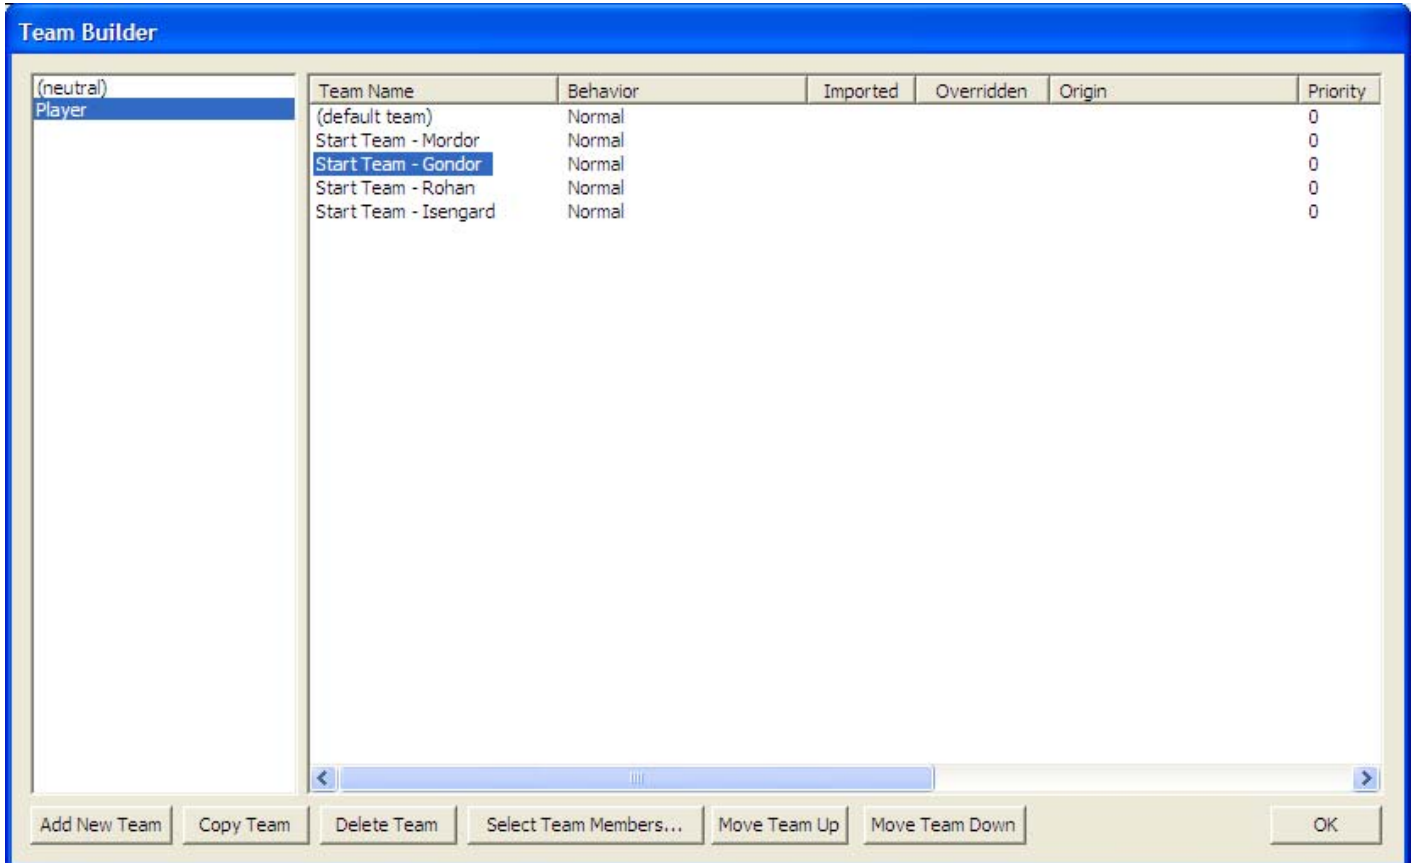 Team Builder
(neutral)
Player
Team Name Behavior Imported Overridden Origin Priority
(default team) Normal 0
Start Team - Mordor Normal 0
Start Team - Gondor Normal 0
Start Team - Rohan Normal 0
Start Team - Isengard Normal 0
Add New Team Copy Team Delete Team Select Team Members... Move Team Up Move Team Down OK